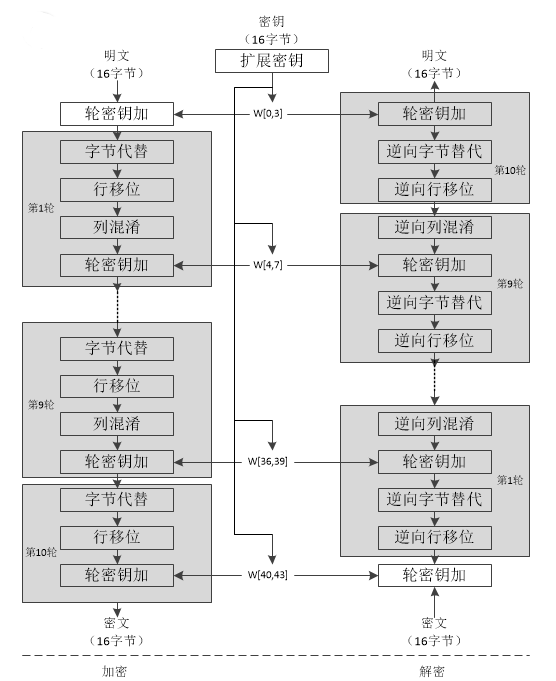 密钥
（16字节）
扩展密钥
明文
（16字节）
轮密钥加
第1轮
字节代替
行移位
列混淆
轮密钥加
第9轮
字节代替
行移位
列混淆
轮密钥加
第10轮
字节代替
行移位
轮密钥加
密文
（16字节）
加密
W[0,3]
W[4,7]
W[36,39]
W[40,43]
明文
（16字节）
轮密钥加
逆向字节替代
第10轮
逆向行移位
逆向列混淆
轮密钥加
第9轮
逆向字节替代
逆向行移位
逆向列混淆
轮密钥加
第1轮
逆向字节替代
逆向行移位
轮密钥加
密文
（16字节）
解密